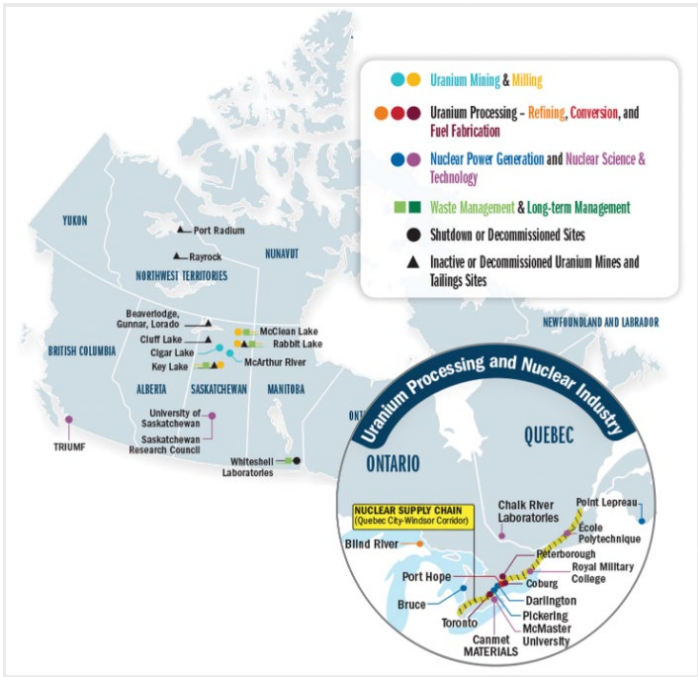 Uranium Mining & Milling
Uranium Processing – Refining, Conversion, and
Fuel Fabrication
Nuclear Power Generation and Nuclear Science &
Technology
Waste Management & Long-term Management
Shutdown or Decommissioned Sites
Inactive or Decommissioned Uranium Mines and
Tailings Sites
YUKON
Port Radium
Rayrock
NUNAVUT
NORTHWEST TERRITORIES
Beaverlodge,
Gunnar, Lorado
McClean Lake
Cluff Lake
Rabbit Lake
Cigar Lake
McArthur River
Key Lake
BRITISH COLUMBIA
ALBERTA
SASKATCHEWAN
MANITOBA
ONT
NEWFOUNDLAND AND LABRADOR
TRIUMF
University of
Saskatchewan
Saskatchewan
Research Council
Whiteshell
Laboratories
Uranium Processing and Nuclear Industry
QUEBEC
ONTARIO
NUCLEAR SUPPLY CHAIN
(Quebec City-Windsor Corridor)
Chalk River
Laboratories
Point Lepreau
École
Polytechnique
Blind River
Peterborough
Royal Military
College
Port Hope
Coburg
Bruce
Darlington
Pickering
Toronto
McMaster
University
Canmet
MATERIALS